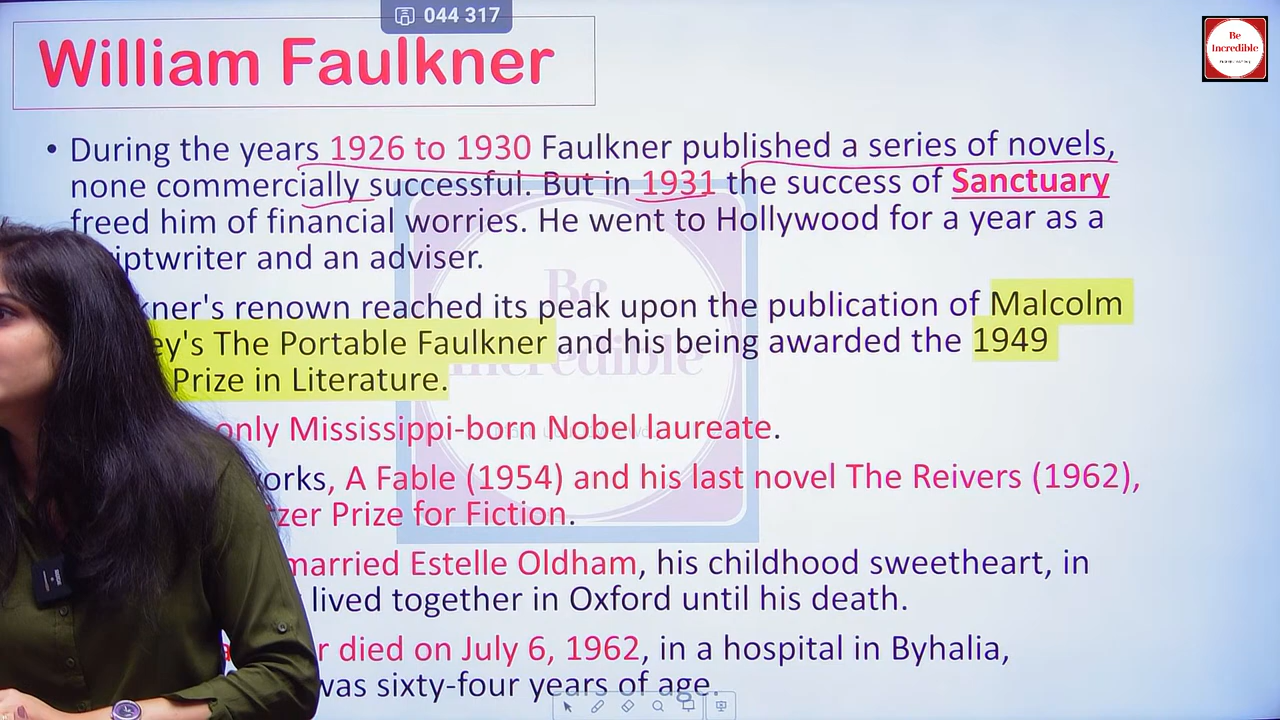 044 317
William Faulkner
Be
Incredible
• During the years 1926 to 1930 Faulkner published a series of novels,
none commercially successful. But in 1931 the success of Sanctuary
freed him of financial worries. He went to Hollywood for a year as a
iptwriter and an adviser.
kner's renown reached its peak upon the publication of Malcolm
ey's The Portable Faulkner and his being awarded the 1949
Prize in Literature.
only Mississippi-born Nobel laureate.
orks, A Fable (1954) and his last novel The Reivers (1962),
tzer Prize for Fiction.
married Estelle Oldham, his childhood sweetheart, in
lived together in Oxford until his death.
r died on July 6, 1962, in a hospital in Byhalia,
was sixty-four years of age.
Be
Incredible